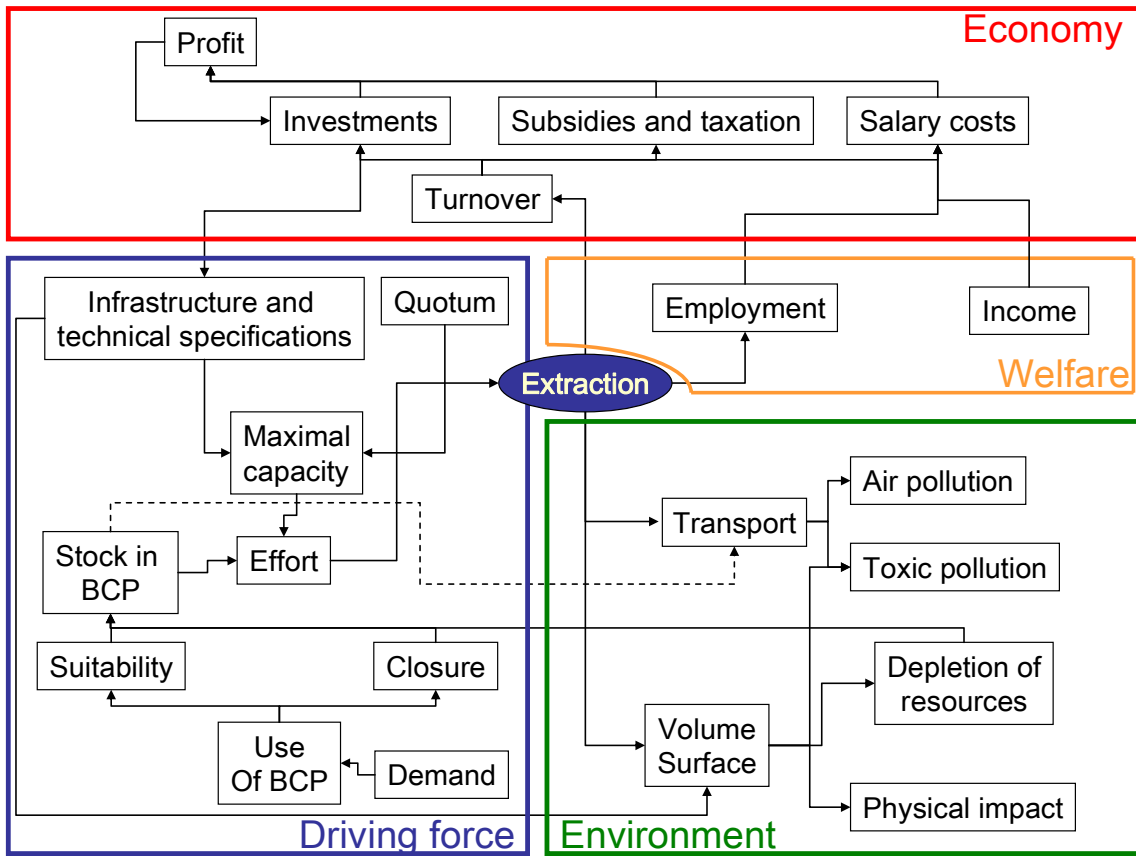 Economy
Profit
Investments
Subsidies and taxation
Salary costs
Turnover
Infrastructure and
technical specifications
Quotum
Employment
Income
Welfare
Extraction
Maximal
capacity
Stock in
BCP
Effort
Transport
Air pollution
Toxic pollution
Suitability
Closure
Depletion of
resources
Use
Of BCP
Demand
Volume
Surface
Physical impact
Driving force
Environment